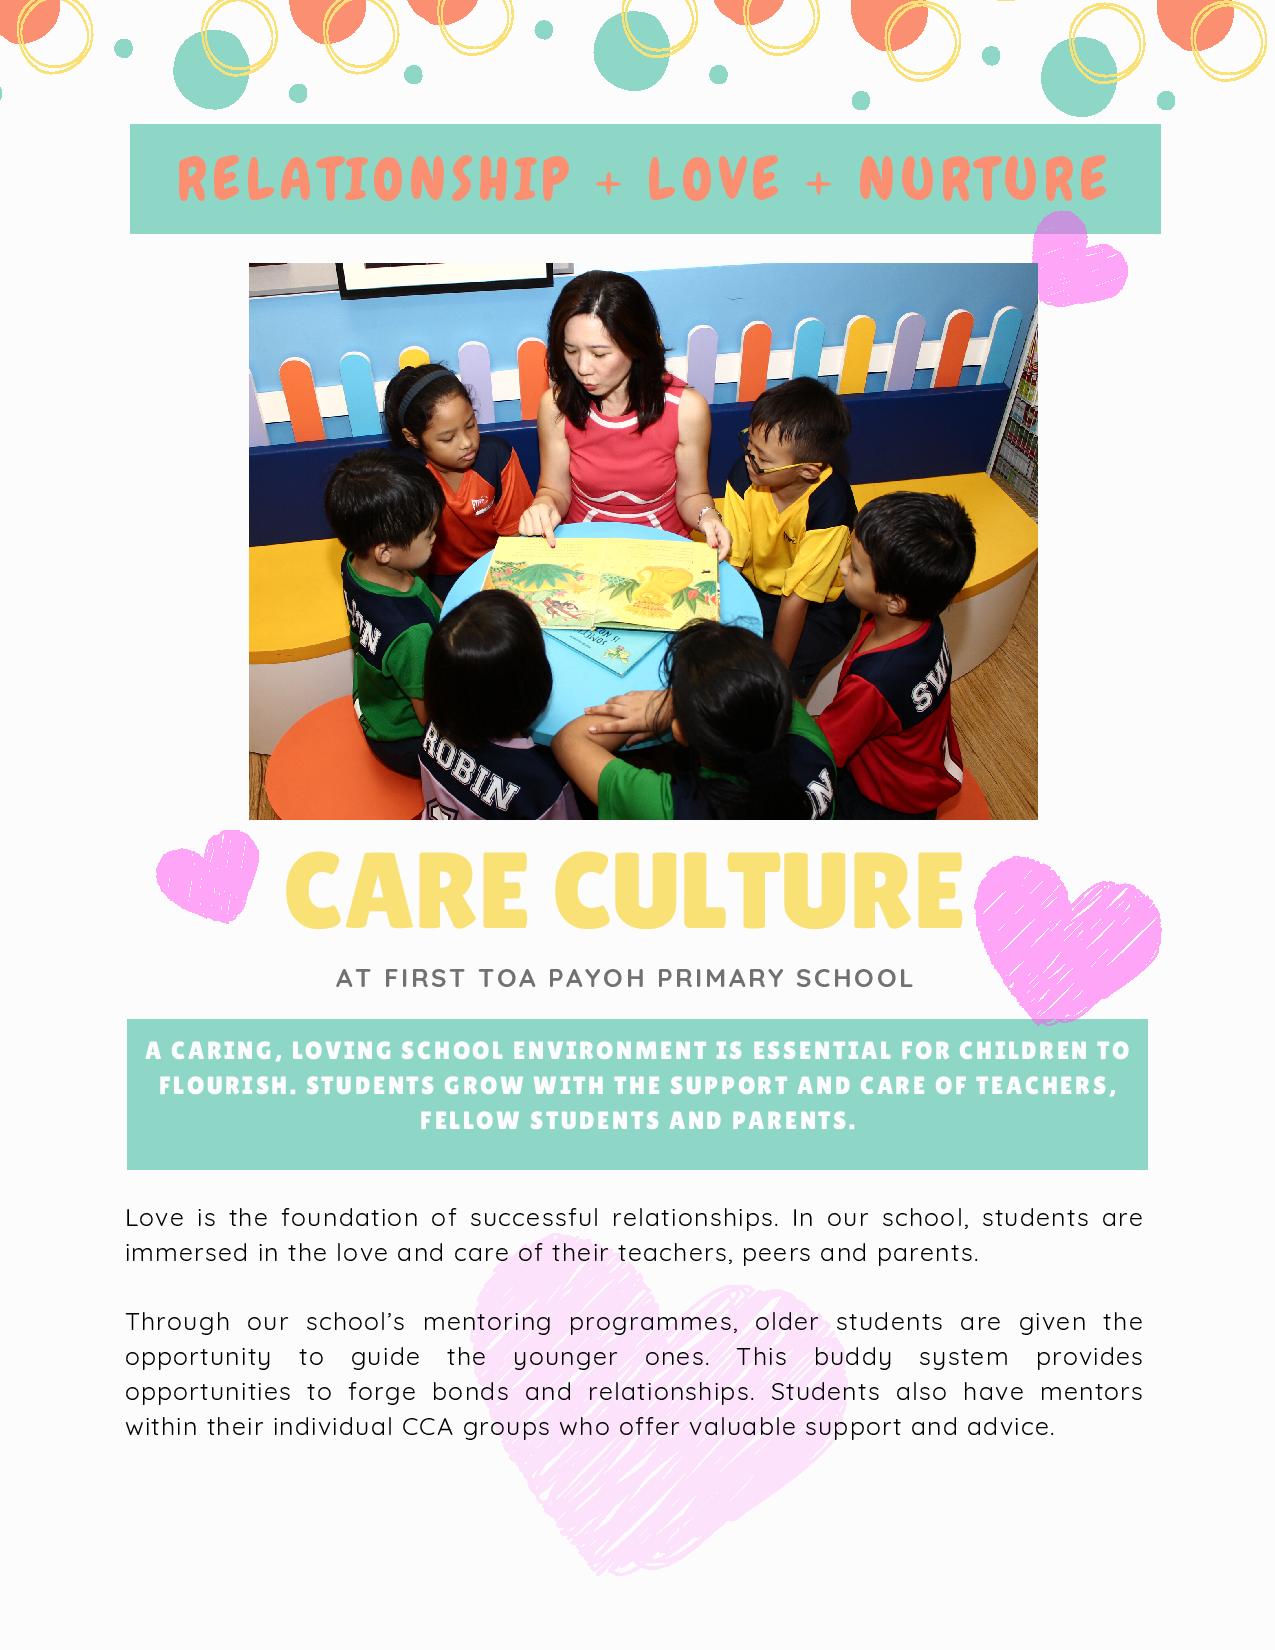 RELATIONSHIP + LOVE + NURTURE
ROBIN
CARE CULTURE
AT FIRST TOA PAYOH PRIMARY SCHOOL
A CARING, LOVING SCHOOL ENVIRONMENT IS ESSENTIAL FOR CHILDREN TO
FLOURISH. STUDENTS GROW WITH THE SUPPORT AND CARE OF TEACHERS,
FELLOW STUDENTS AND PARENTS.
Love is the foundation of successful relationships. In our school, students are
immersed in the love and care of their teachers, peers and parents.
Through our school’s mentoring programmes, older students are given the
opportunity to guide the younger ones. This buddy system provides
opportunities to forge bonds and relationships. Students also have mentors
within their individual CCA groups who offer valuable support and advice.